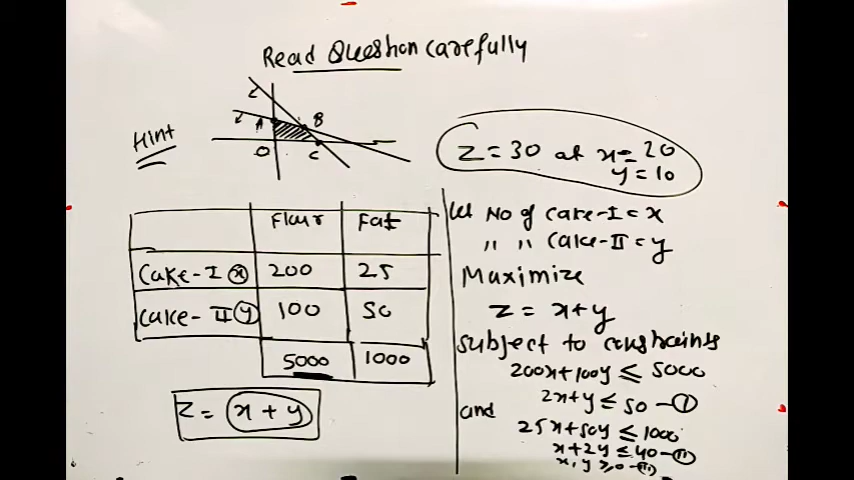 Read Question carefully
Hint
Z
Z
A
B
O
C
Z = 30 at x = 20
y = 10
Flour Fat
Cake-I (x) 200 25
Cake-II (y) 100 50
5000 1000
Z = x + y
Let No of Cake-I = x
,, ,, Cake-II = y
Maximize
Z = x + y
Subject to constraints
200x + 100y ≤ 5000
2x + y ≤ 50 - (I)
and
25x + 50y ≤ 1000
x + 2y ≤ 40 - (II)
x, y ≥ 0 - (III)